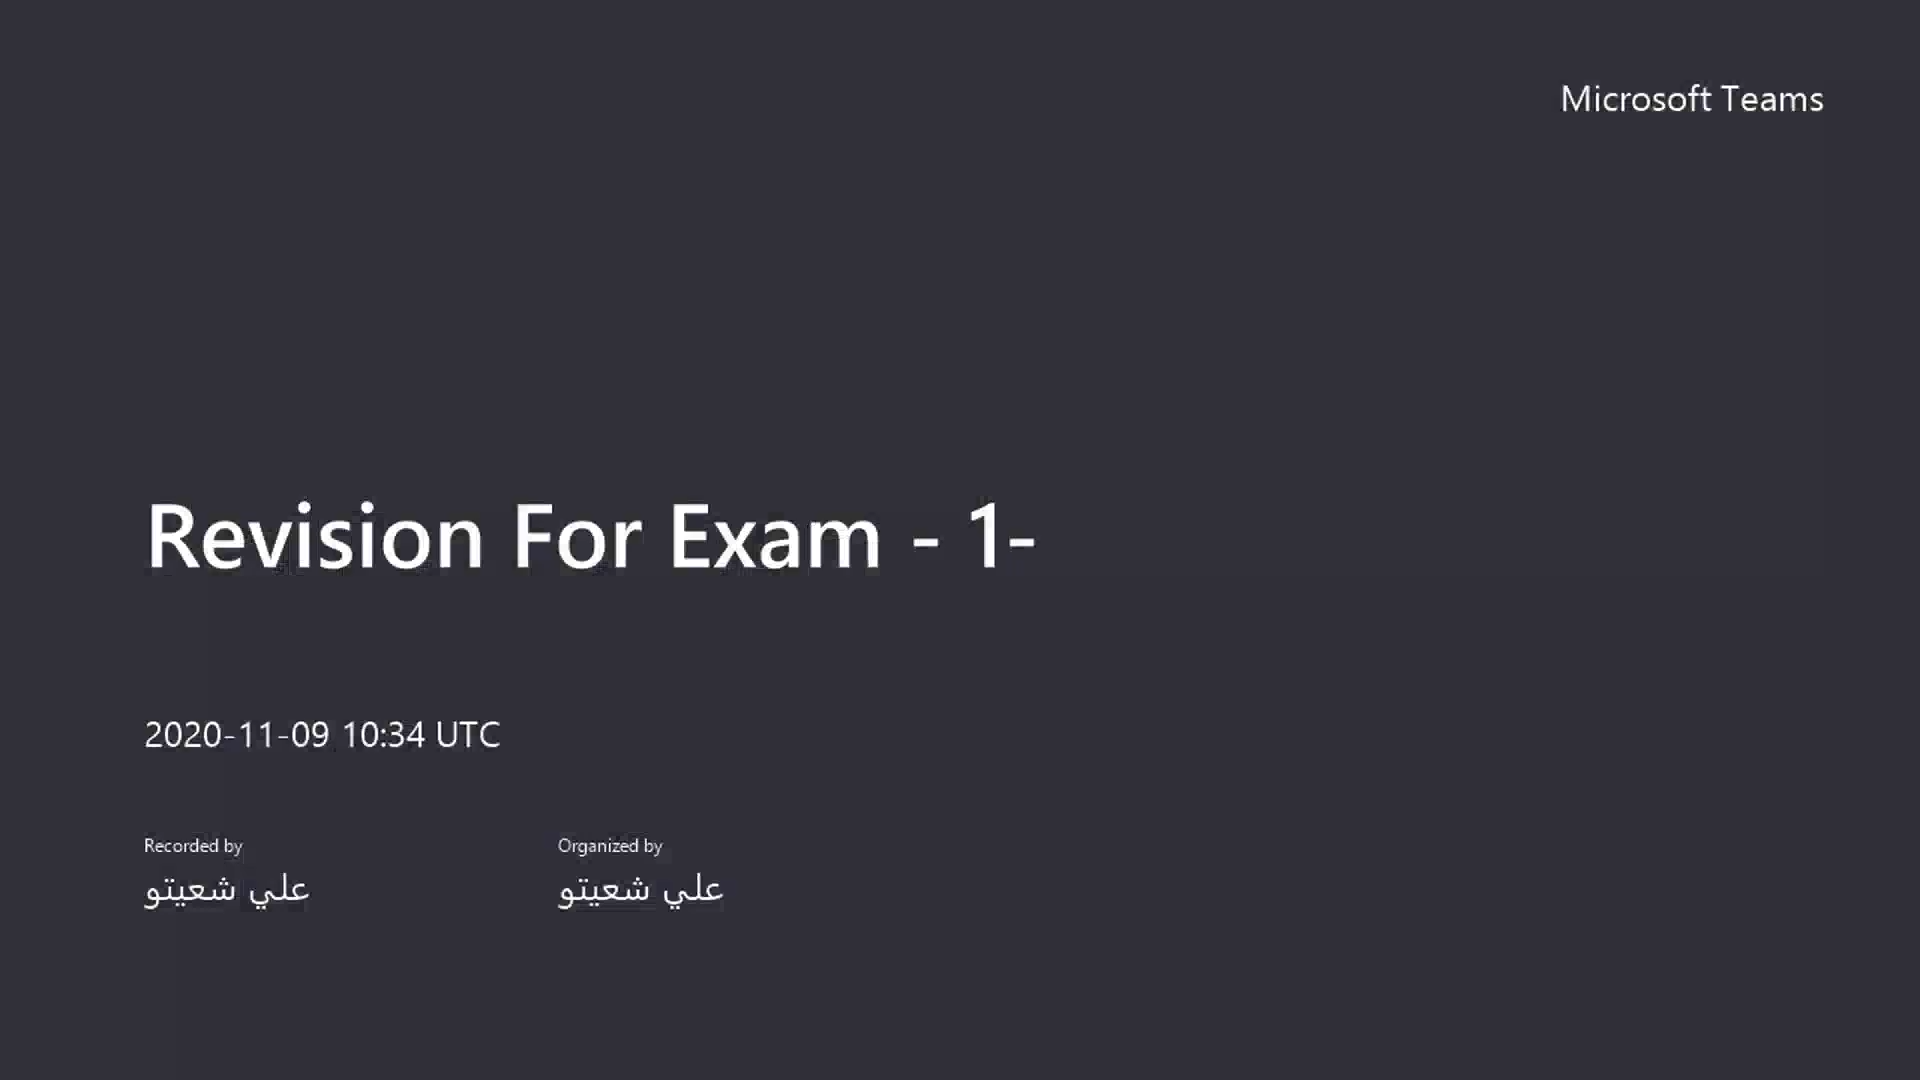 Microsoft Teams
Revision For Exam - 1-
2020-11-09 10:34 UTC
Recorded by
علي شعيتو
Organized by
علي شعيتو